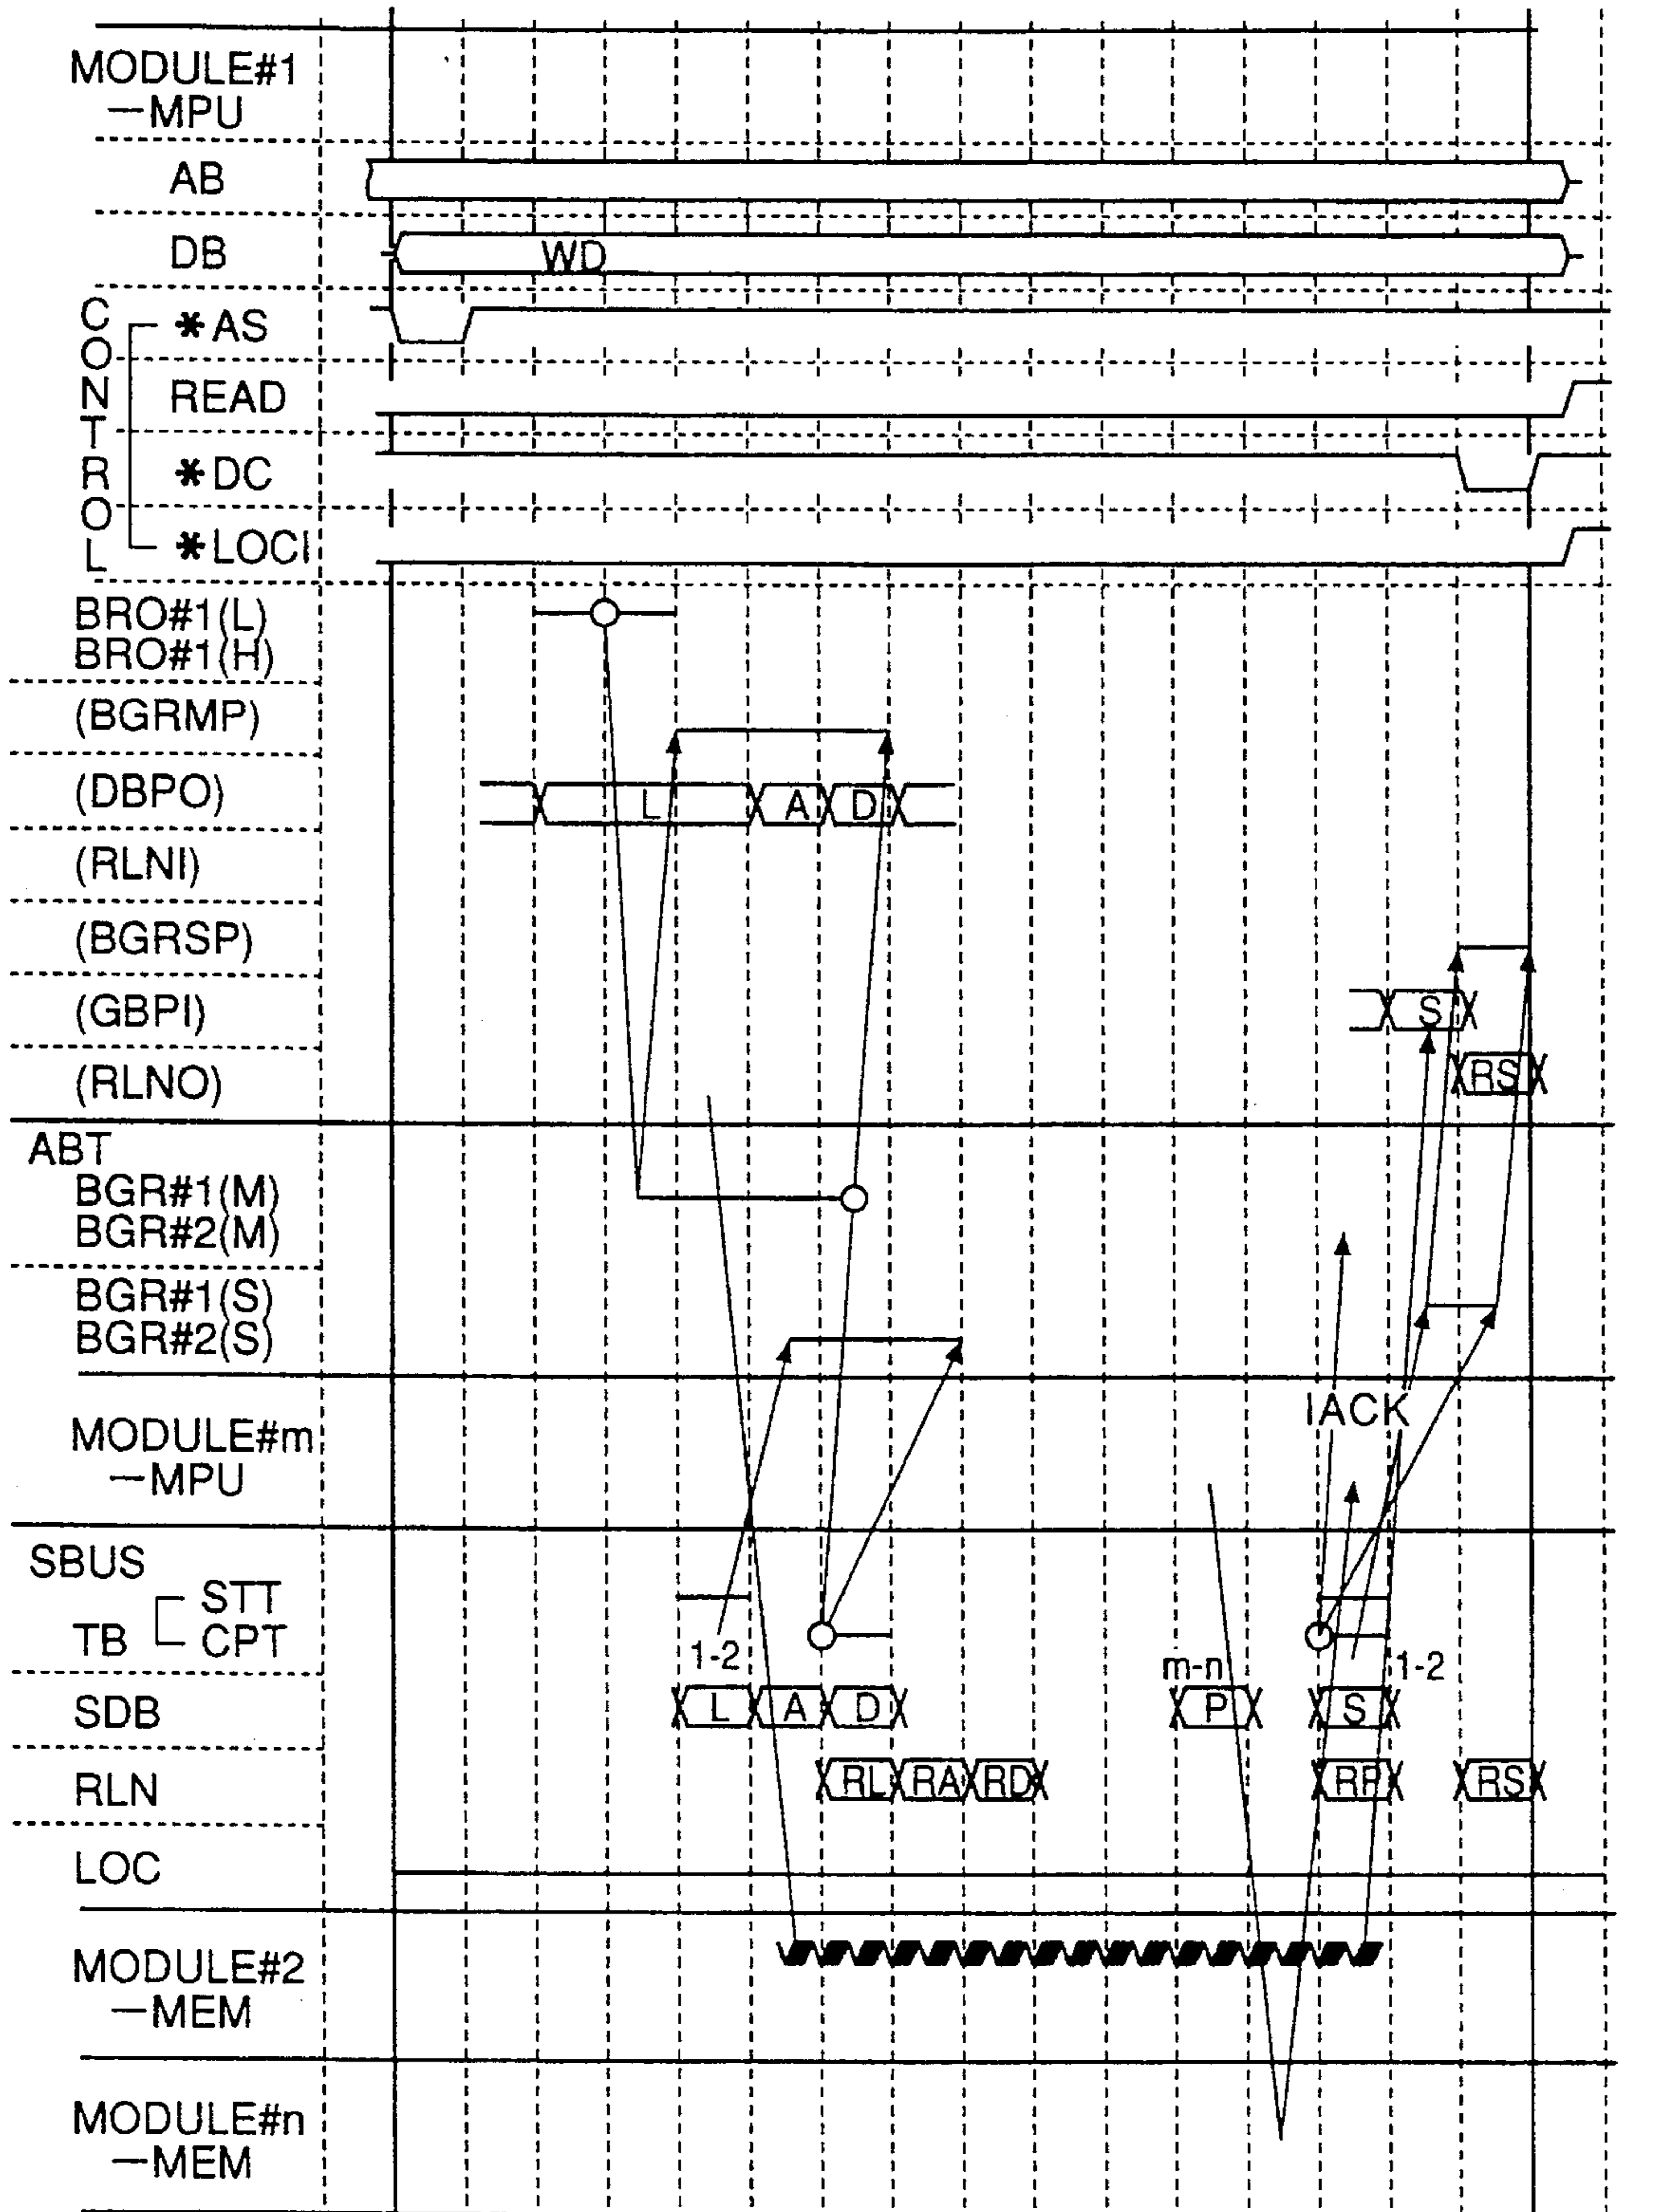 MODULE#1
—MPU
AB
DB WD
CONTROL
*AS
READ
*DC
*LOCI
BRO#1(L)
BRO#1(H)
(BGRMP)
(DBPO) L A D
(RLNI)
(BGRSP)
(GBPI) S
(RLNO) RS
ABT
BGR#1(M)
BGR#2(M)
BGR#1(S)
BGR#2(S)
IACK
MODULE#m
—MPU
SBUS
STT
TB CPT
1-2 m-n 1-2
SDB L A D P S
RLN RL RA RD RP RS
LOC
MODULE#2
—MEM
MODULE#n
—MEM